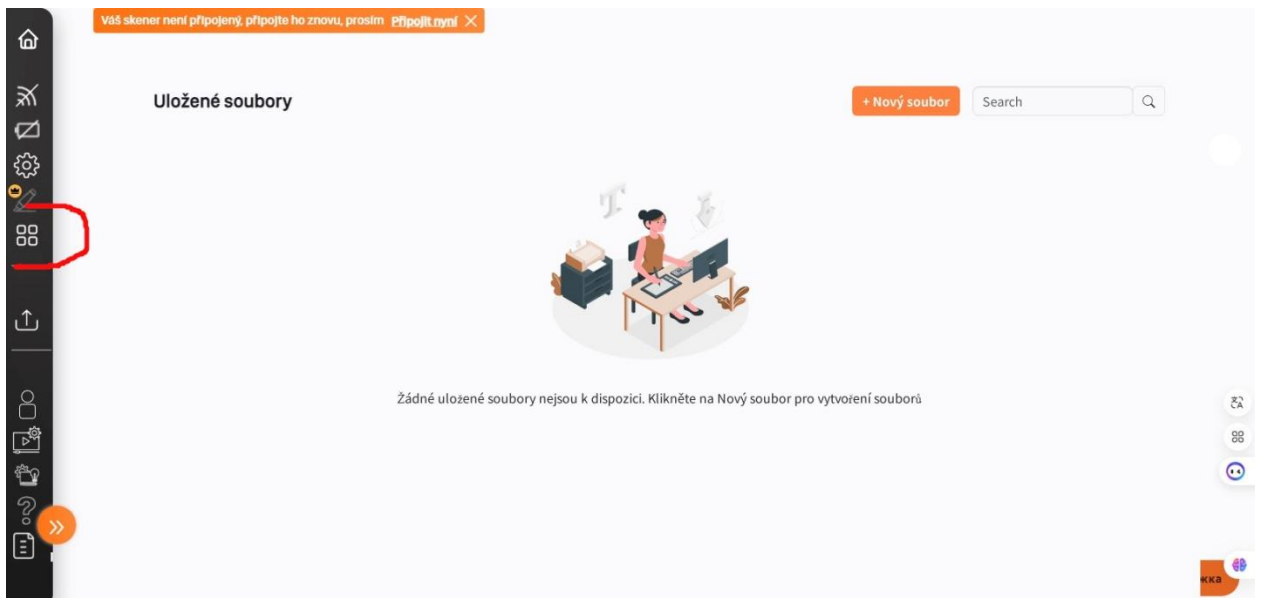 Váš skener není připojený, připojte ho znovu, prosím Připojit nyní
Uložené soubory
+ Nový soubor
Search
Žádné uložené soubory nejsou k dispozici. Klikněte na Nový soubor pro vytvoření souborů